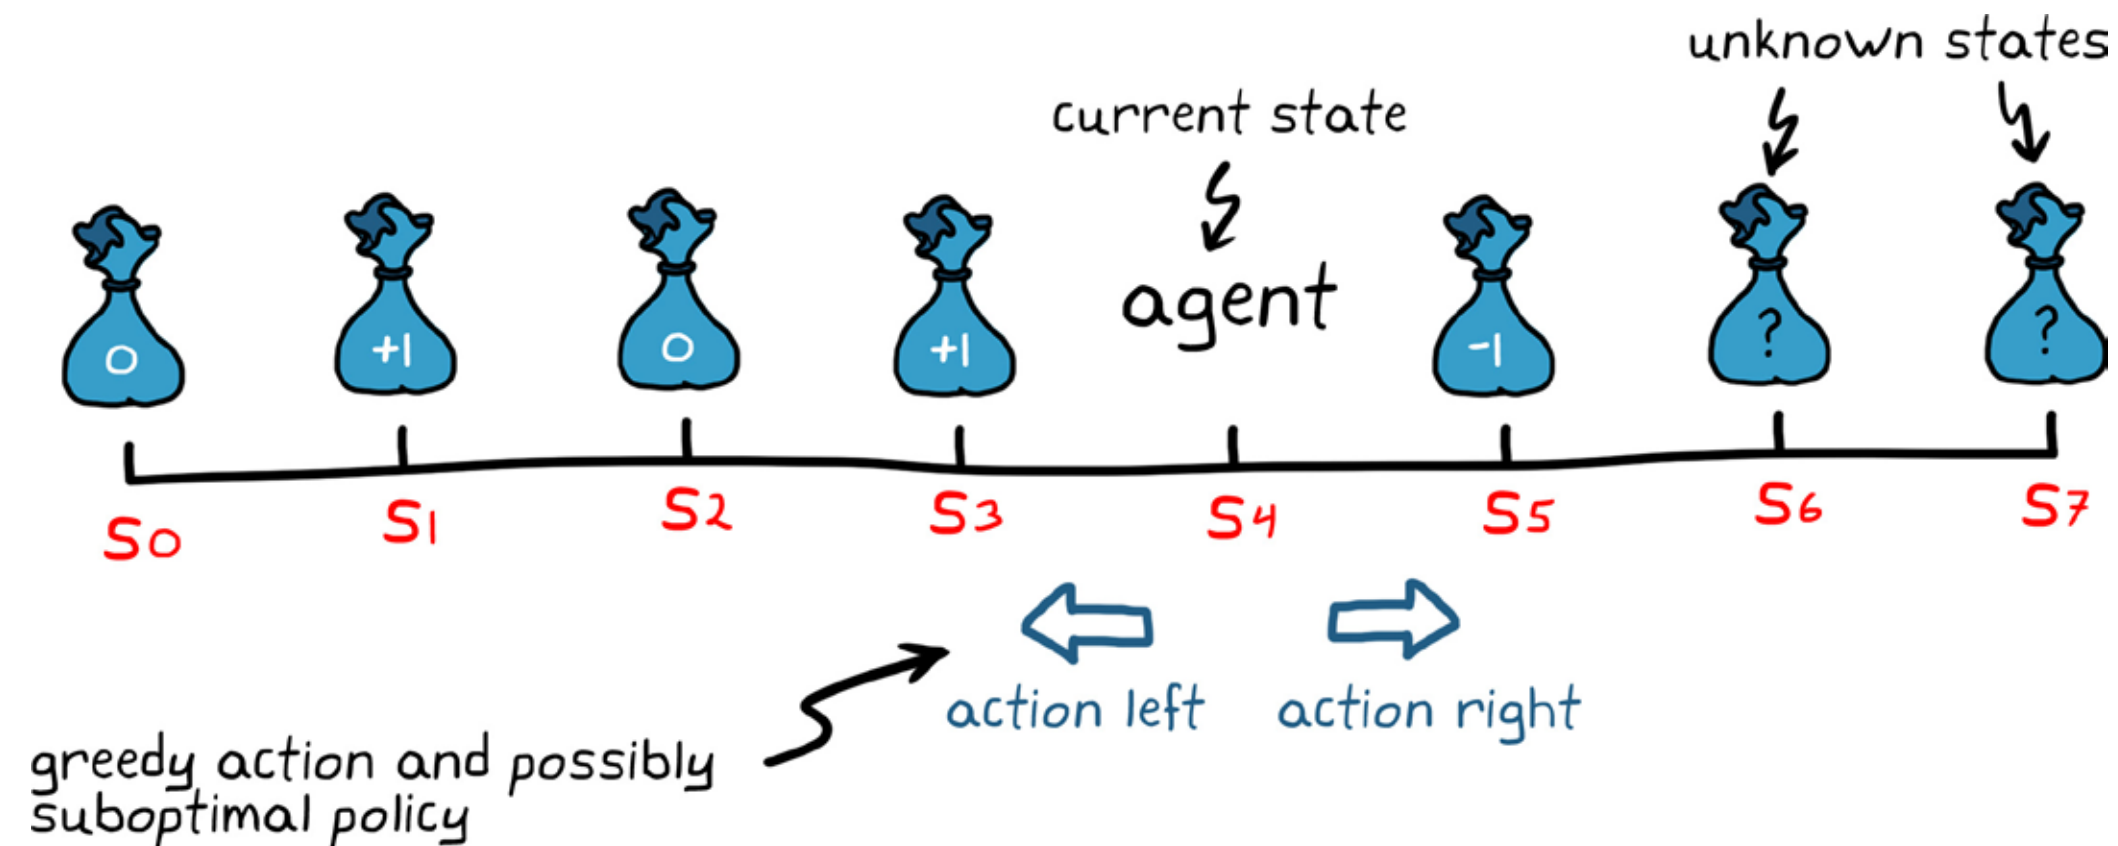 unknown states
current state
agent
0
+1
0
+1
-1
?
?
S0
S1
S2
S3
S4
S5
S6
S7
action left
action right
greedy action and possibly
suboptimal policy